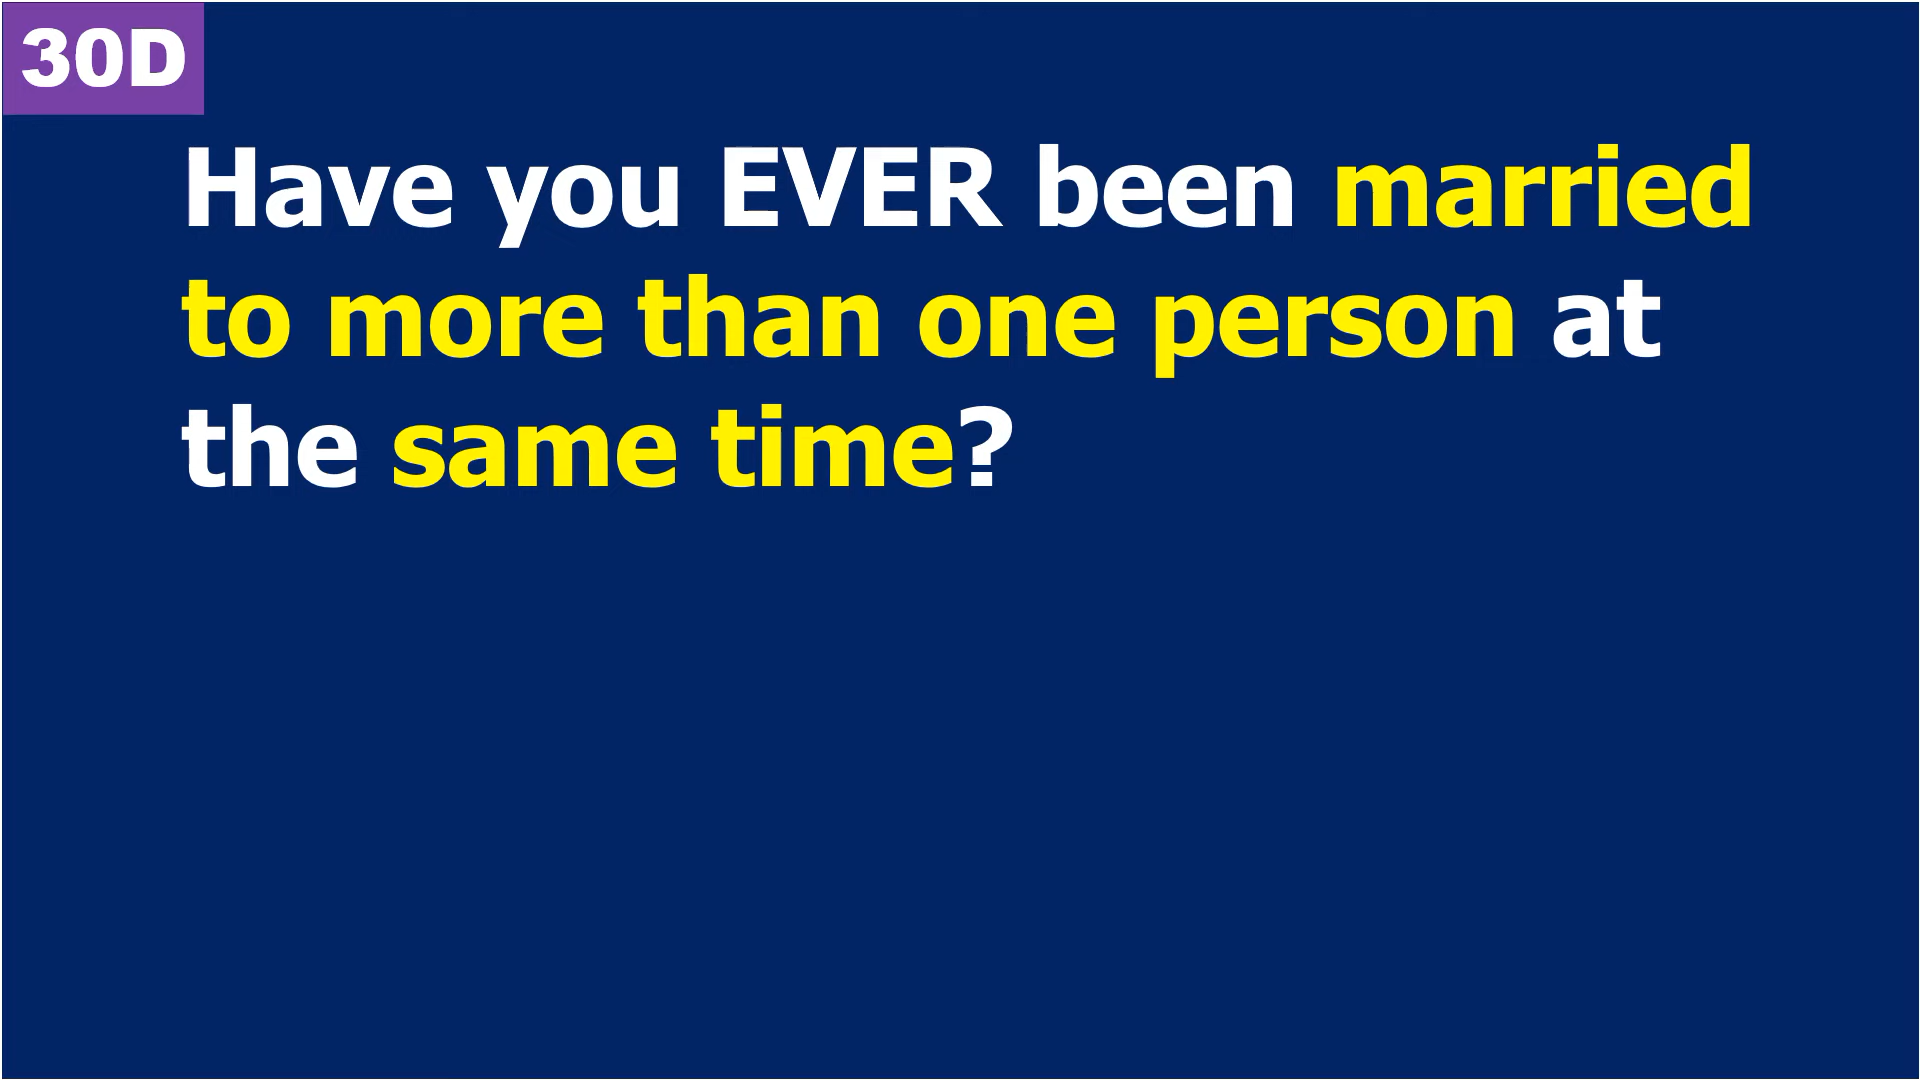 30D
Have you EVER been married
to more than one person at
the same time?